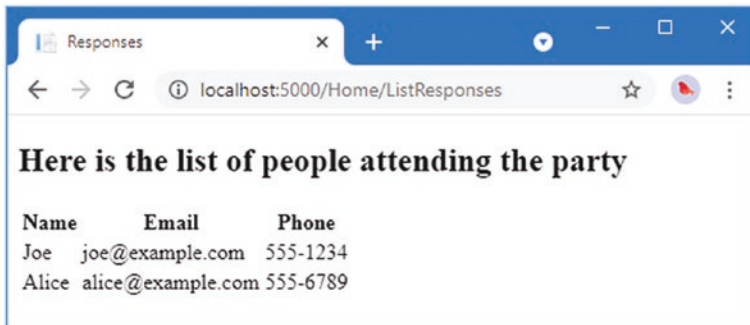 Responses
localhost:5000/Home/ListResponses
Here is the list of people attending the party
Name Email Phone
Joe joe@example.com 555-1234
Alice alice@example.com 555-6789